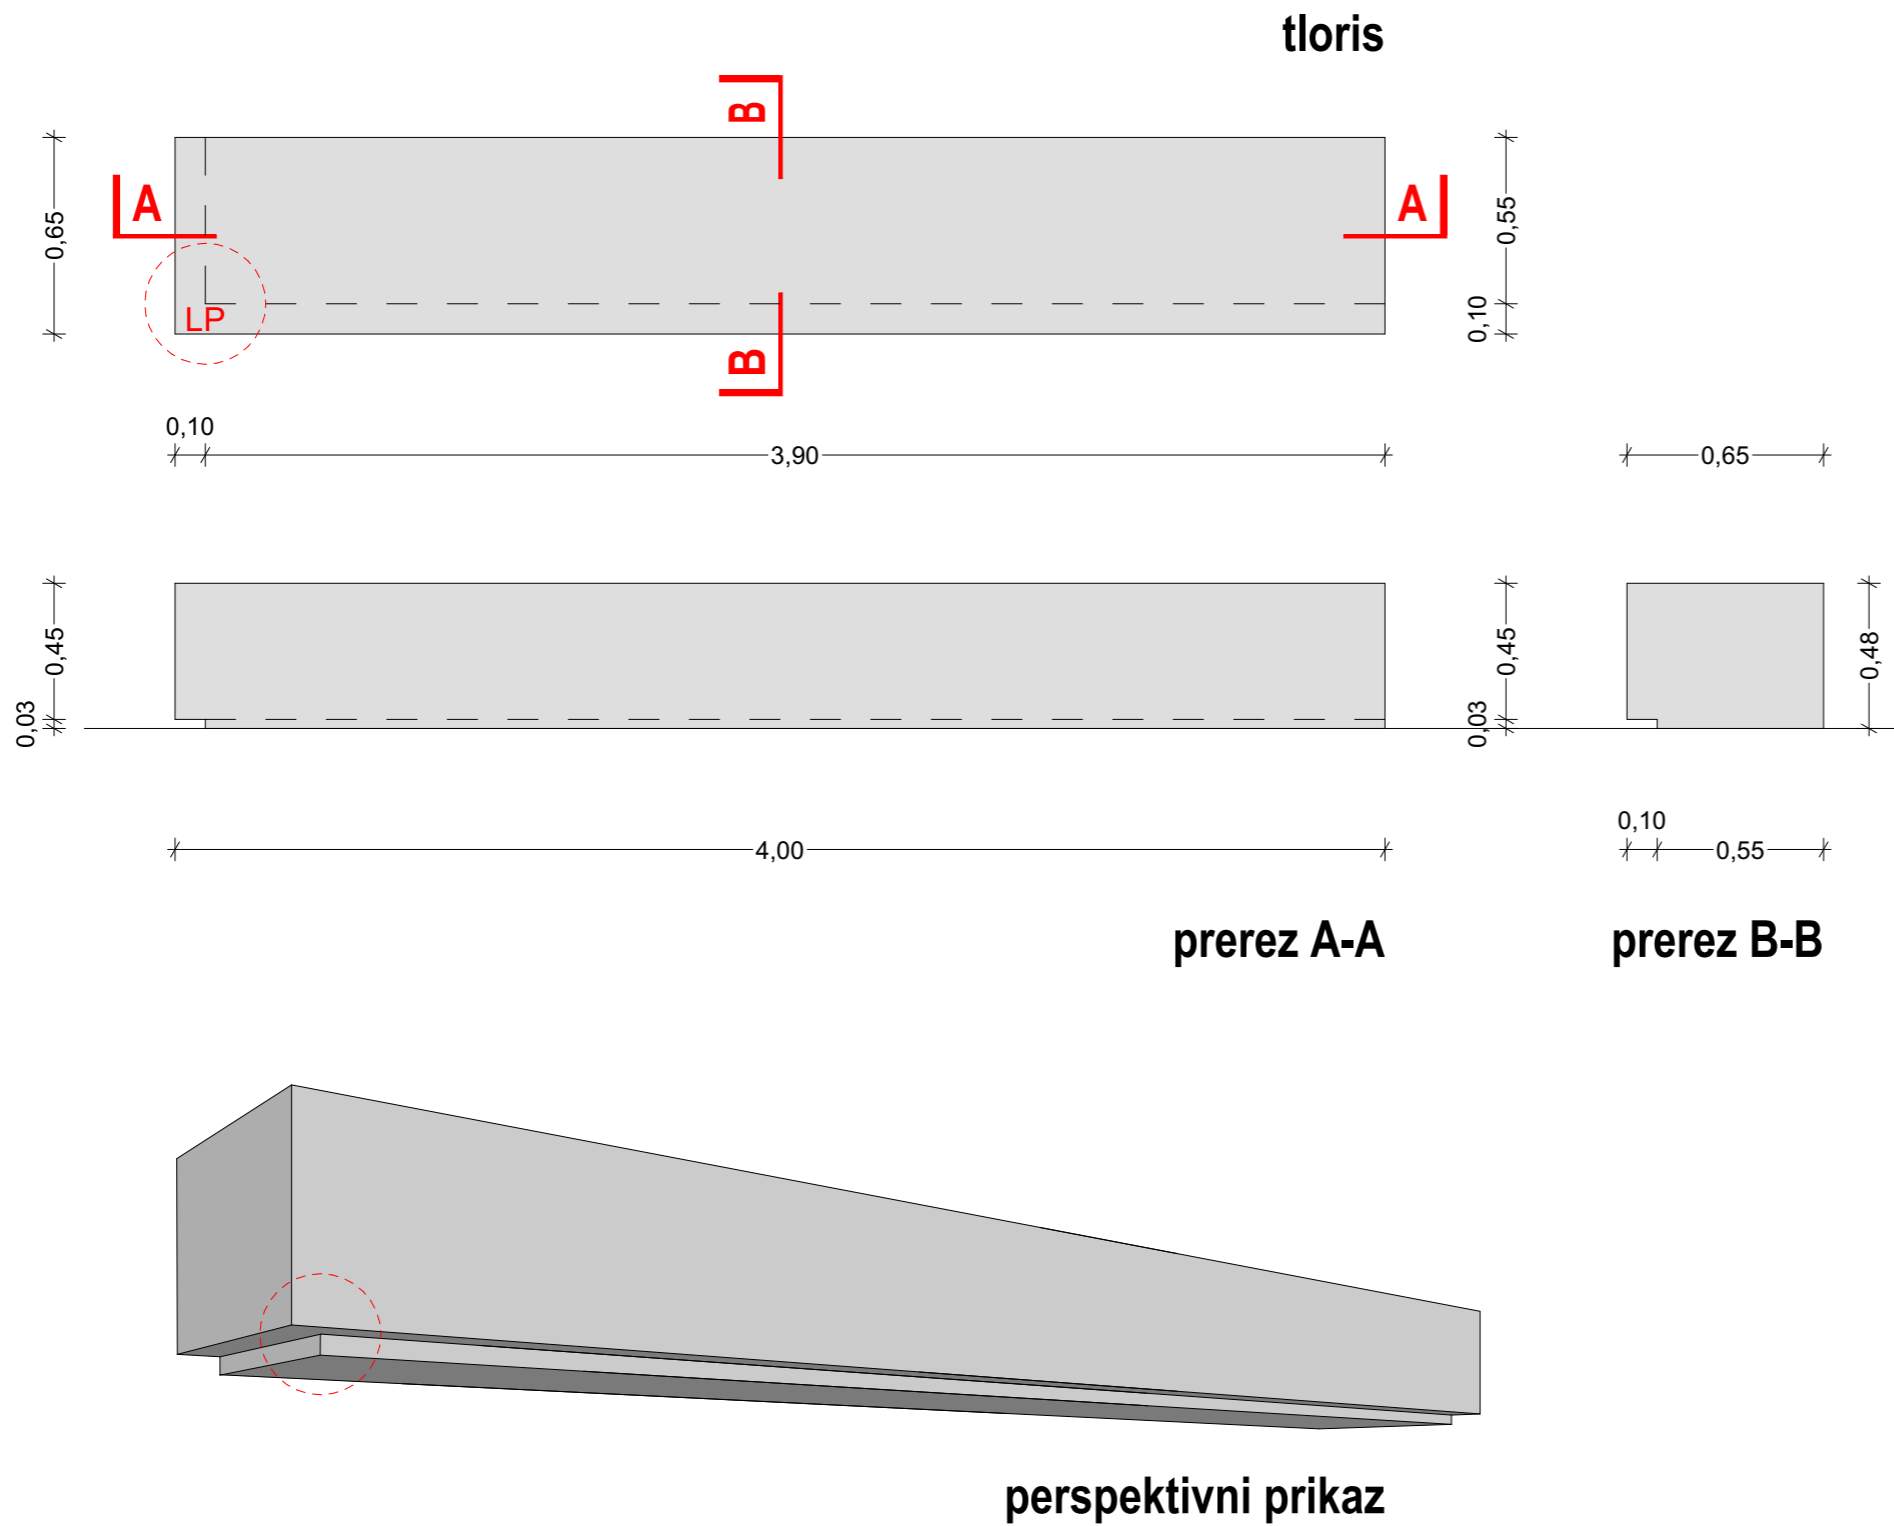 tloris
B
A
A
0,65
0,55
0,10
LP
B
0,10
3,90
0,65
0,45
0,03
0,45
0,03
0,48
4,00
0,10
0,55
prerez A-A
prerez B-B
perspektivni prikaz